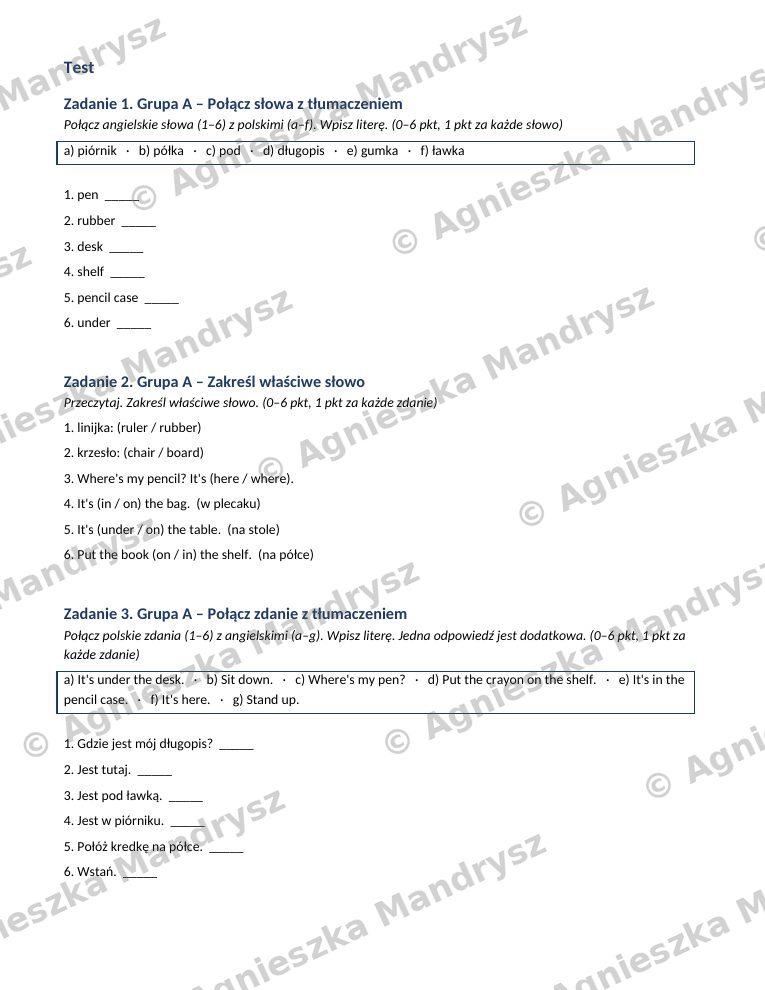 Test
Zadanie 1. Grupa A – Połącz słowa z tłumaczeniem
Połącz angielskie słowa (1–6) z polskimi (a–f). Wpisz literę. (0–6 pkt, 1 pkt za każde słowo)
a) piórnik · b) półka · c) pod · d) długopis · e) gumka · f) ławka
1. pen _____
2. rubber _____
3. desk _____
4. shelf _____
5. pencil case _____
6. under _____
Zadanie 2. Grupa A – Zakreśl właściwe słowo
Przeczytaj. Zakreśl właściwe słowo. (0–6 pkt, 1 pkt za każde zdanie)
1. linijka: (ruler / rubber)
2. krzesło: (chair / board)
3. Where's my pencil? It's (here / where).
4. It's (in / on) the bag. (w plecaku)
5. It's (under / on) the table. (na stole)
6. Put the book (on / in) the shelf. (na półce)
Zadanie 3. Grupa A – Połącz zdanie z tłumaczeniem
Połącz polskie zdania (1–6) z angielskimi (a–g). Wpisz literę. Jedna odpowiedź jest dodatkowa. (0–6 pkt, 1 pkt za
każde zdanie)
a) It's under the desk. · b) Sit down. · c) Where's my pen? · d) Put the crayon on the shelf. · e) It's in the
pencil case. · f) It's here. · g) Stand up.
1. Gdzie jest mój długopis? _____
2. Jest tutaj. _____
3. Jest pod ławką. _____
4. Jest w piórniku. _____
5. Połóż kredkę na półce. _____
6. Wstań. _____
© Agnieszka Mandrysz